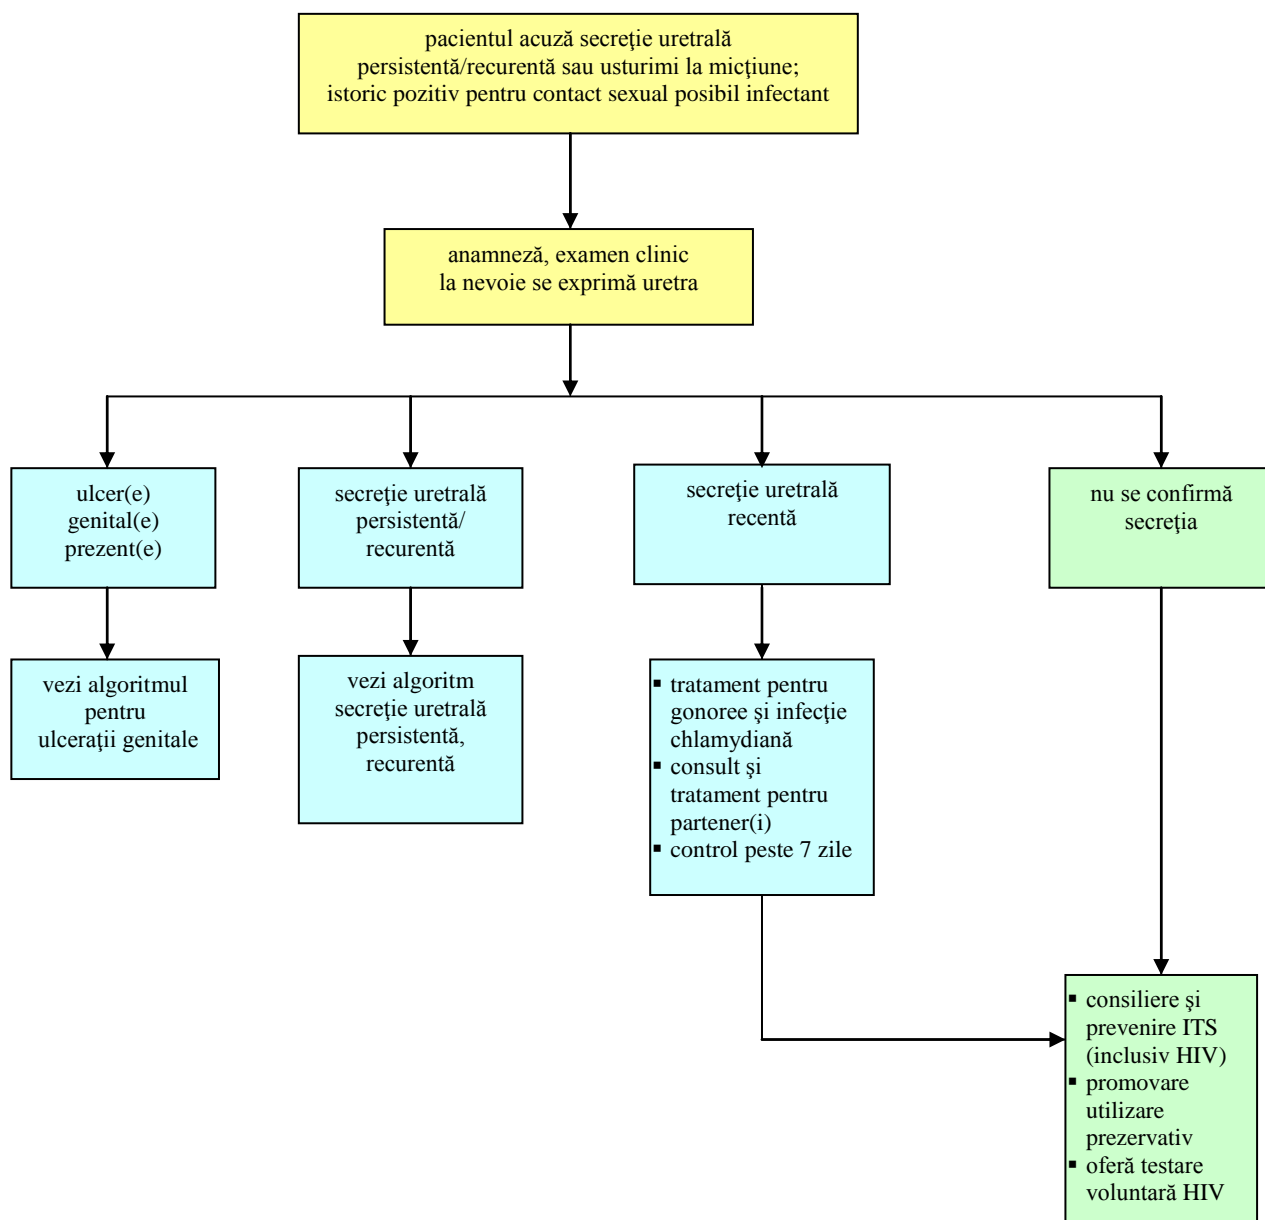 pacientul acuză secreţie uretrală
persistentă/recurentă sau usturimi la micţiune;
istoric pozitiv pentru contact sexual posibil infectant
anamneză, examen clinic
la nevoie se exprimă uretra
ulcer(e)
genital(e)
prezent(e)
secreţie uretrală
persistentă/
recurentă
secreţie uretrală
recentă
nu se confirmă
secreţia
vezi algoritmul
pentru
ulceraţii genitale
vezi algoritm
secreţie uretrală
persistentă,
recurentă
▪ tratament pentru
gonoree şi infecţie
chlamydiană
▪ consult şi
tratament pentru
partener(i)
▪ control peste 7 zile
▪ consiliere şi
prevenire ITS
(inclusiv HIV)
▪ promovare
utilizare
prezervativ
▪ oferă testare
voluntară HIV